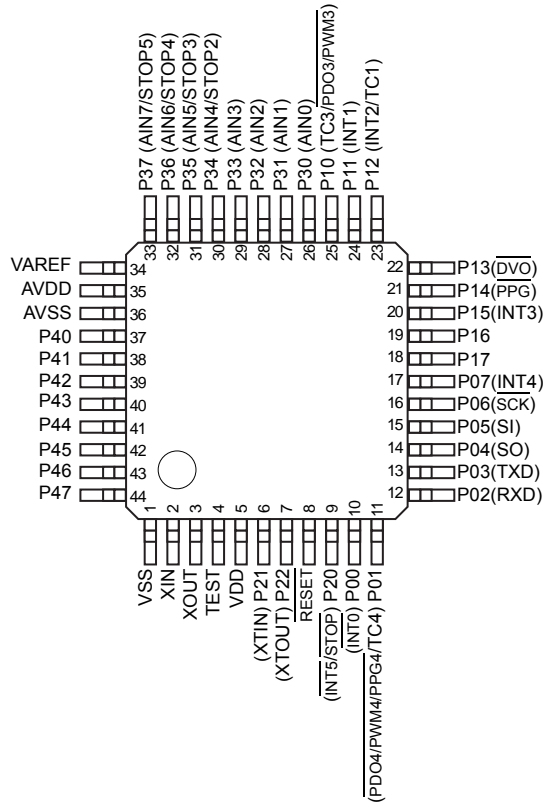 P37 (AIN7/STOP5)
P36 (AIN6/STOP4)
P35 (AIN5/STOP3)
P34 (AIN4/STOP2)
P33 (AIN3)
P32 (AIN2)
P31 (AIN1)
P30 (AIN0)
P10 (TC3/PDO3/PWM3)
P11 (INT1)
P12 (INT2/TC1)
33
32
31
30
29
28
27
26
25
24
23
VAREF 34
AVDD 35
AVSS 36
P40 37
P41 38
P42 39
P43 40
P44 41
P45 42
P46 43
P47 44
22 P13(DVO)
21 P14(PPG)
20 P15(INT3)
19 P16
18 P17
17 P07(INT4)
16 P06(SCK)
15 P05(SI)
14 P04(SO)
13 P03(TXD)
12 P02(RXD)
1
2
3
4
5
6
7
8
9
10
11
VSS
XIN
XOUT
TEST
VDD
(XTIN) P21
(XTOUT) P22
RESET
(INT5/STOP) P20
(INT0) P00
(PDO4/PWM4/PPG4/TC4) P01